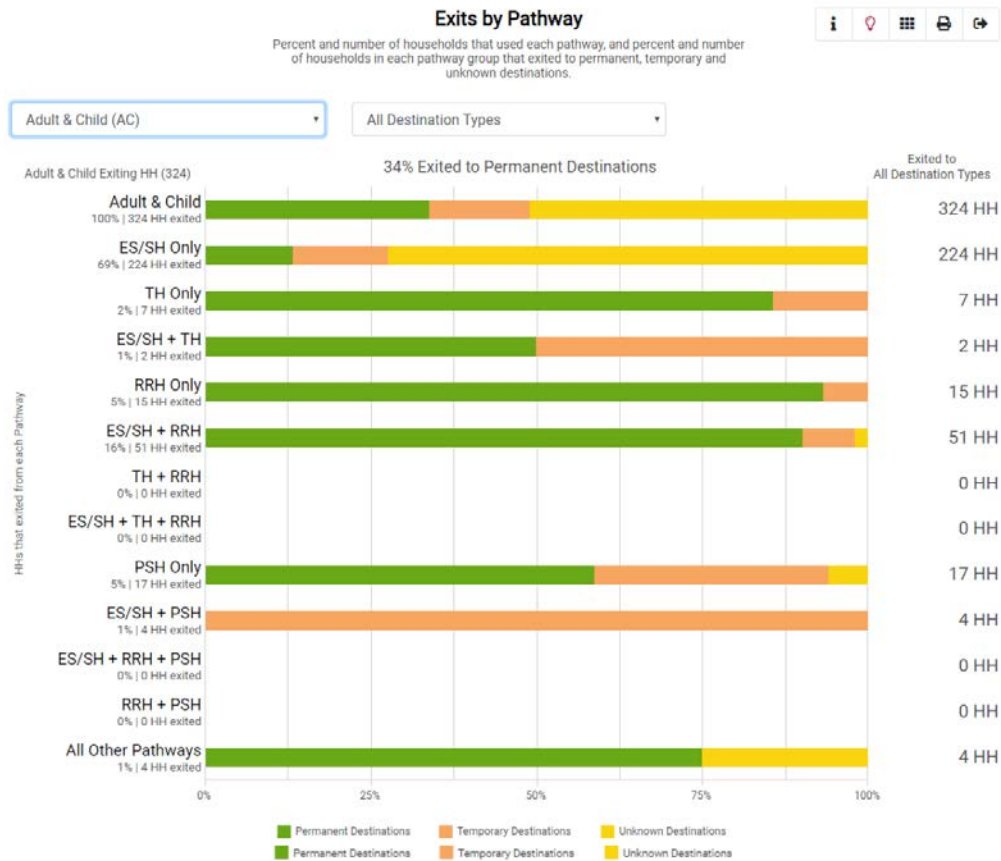 Exits by Pathway
Percent and number of households that used each pathway, and percent and number
of households in each pathway group that exited to permanent, temporary and
unknown destinations.
Adult & Child (AC)
All Destination Types
Adult & Child Exiting HH (324)
34% Exited to Permanent Destinations
Exited to
All Destination Types
Adult & Child
100% | 324 HH exited
324 HH
ES/SH Only
69% | 224 HH exited
224 HH
TH Only
2% | 7 HH exited
7 HH
ES/SH + TH
1% | 2 HH exited
2 HH
RRH Only
5% | 15 HH exited
15 HH
ES/SH + RRH
16% | 51 HH exited
51 HH
TH + RRH
0% | 0 HH exited
0 HH
ES/SH + TH + RRH
0% | 0 HH exited
0 HH
PSH Only
5% | 17 HH exited
17 HH
ES/SH + PSH
1% | 4 HH exited
4 HH
ES/SH + RRH + PSH
0% | 0 HH exited
0 HH
RRH + PSH
0% | 0 HH exited
0 HH
All Other Pathways
1% | 4 HH exited
4 HH
HHs that exited from each Pathway
0% 25% 50% 75% 100%
Permanent Destinations Temporary Destinations Unknown Destinations
Permanent Destinations Temporary Destinations Unknown Destinations